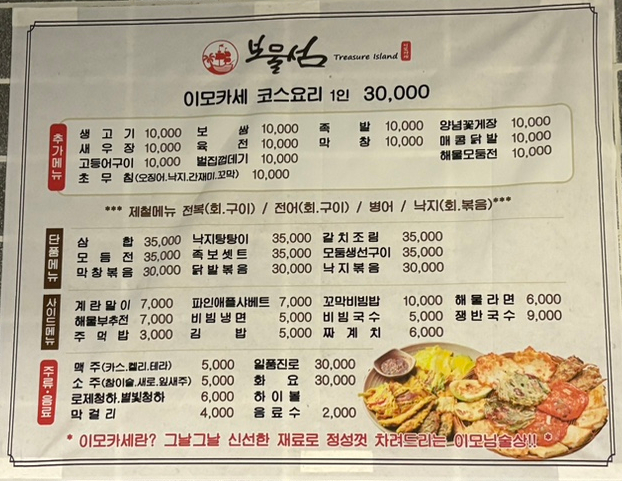 보물섬 Treasure Island
이모카세 코스요리 1인 30,000
추가메뉴
생고기 10,000 보쌈 10,000 족발 10,000 양념꽃게장 10,000
새우장 10,000 육전 10,000 막창 10,000 매콤닭발 10,000
고등어구이 10,000 벌집껍데기 10,000 해물모둠전 10,000
초무침(오징어.낙지.간재미.꼬막) 10,000
*** 제철메뉴 전복(회.구이) / 전어(회.구이) / 병어 / 낙지(회.볶음)***
단품메뉴
삼합 35,000 낙지탕탕이 35,000 갈치조림 35,000
모듬전 35,000 족보셋트 35,000 모둠생선구이 35,000
막창볶음 30,000 닭발볶음 30,000 낙지볶음 30,000
사이드메뉴
계란말이 7,000 파인애플샤베트 7,000 꼬막비빔밥 10,000 해물라면 6,000
해물부추전 7,000 비빔냉면 5,000 비빔국수 5,000 쟁반국수 9,000
주먹밥 3,000 김밥 5,000 짜계치 6,000
주류·음료
맥주(카스.켈리.테라) 5,000 일품진로 30,000
소주(참이슬,새로,잎새주) 5,000 화요 30,000
로제청하,별빛청하 6,000 하이볼
막걸리 4,000 음료수 2,000
* 이모카세란? 그날그날 신선한 재료로 정성껏 차려드리는 이모님술상!! *